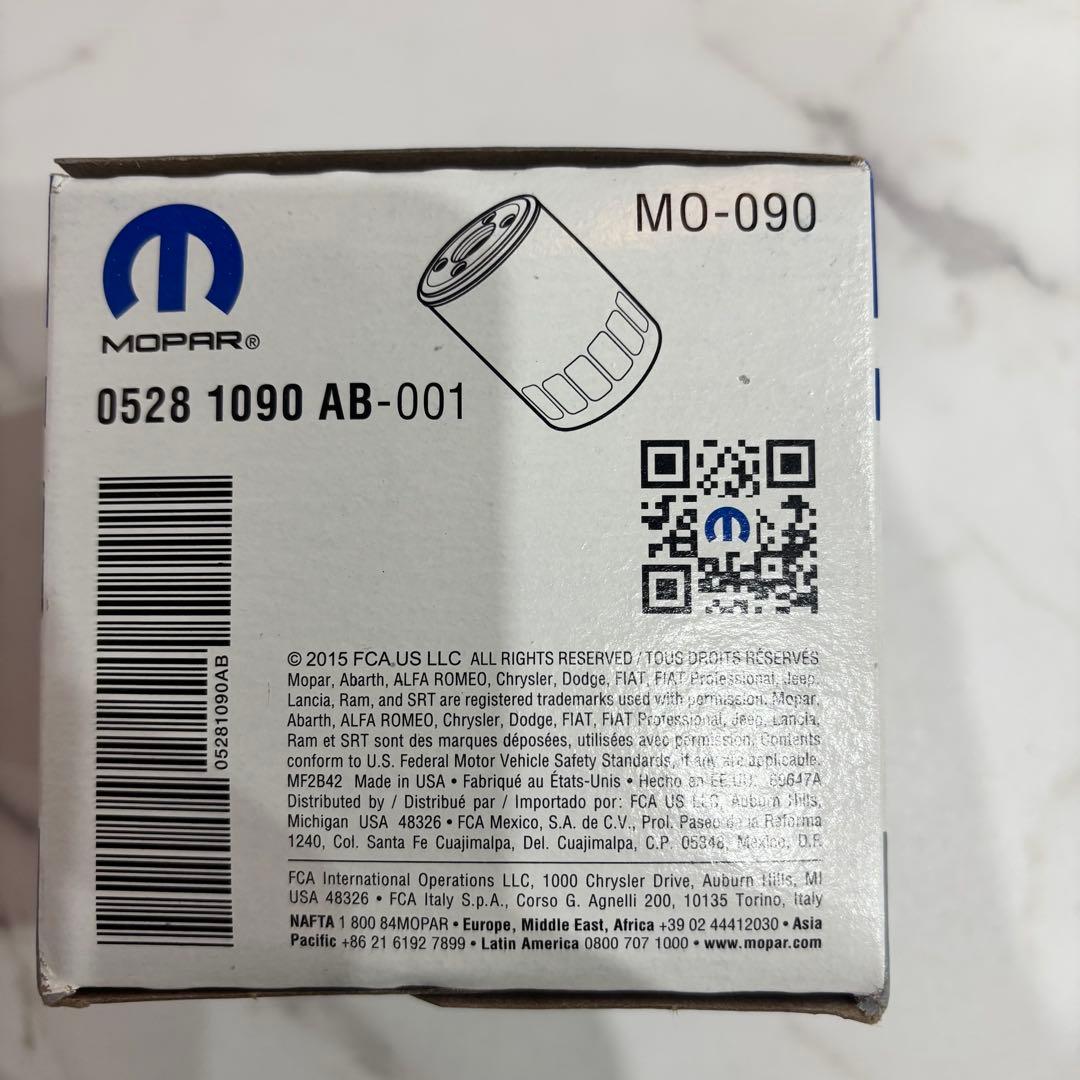 MO-090
MOPAR®
0528 1090 AB-001
05281090AB
© 2015 FCA US LLC ALL RIGHTS RESERVED / TOUS DROITS RÉSERVÉS
Mopar, Abarth, ALFA ROMEO, Chrysler, Dodge, FIAT, FIAT Professional, Jeep,
Lancia, Ram, and SRT are registered trademarks used with permission. Mopar,
Abarth, ALFA ROMEO, Chrysler, Dodge, FIAT, FIAT Professional, Jeep, Lancia,
Ram et SRT sont des marques déposées, utilisées avec permission. Contents
conform to U.S. Federal Motor Vehicle Safety Standards, if any are applicable.
MF2B42 Made in USA • Fabriqué au États-Unis • Hecho en EE.UU.
Distributed by / Distribué par / Importado por: FCA US LLC, Auburn Hills,
Michigan USA 48326 • FCA Mexico, S.A. de C.V., Prol. Paseo de la Reforma
1240, Col. Santa Fe Cuajimalpa, Del. Cuajimalpa, C.P. 05348, Mexico, D.F.
FCA International Operations LLC, 1000 Chrysler Drive, Auburn Hills, MI
USA 48326 • FCA Italy S.p.A., Corso G. Agnelli 200, 10135 Torino, Italy
NAFTA 1 800 84MOPAR • Europe, Middle East, Africa +39 02 44412030 • Asia
Pacific +86 21 6192 7899 • Latin America 0800 707 1000 • www.mopar.com